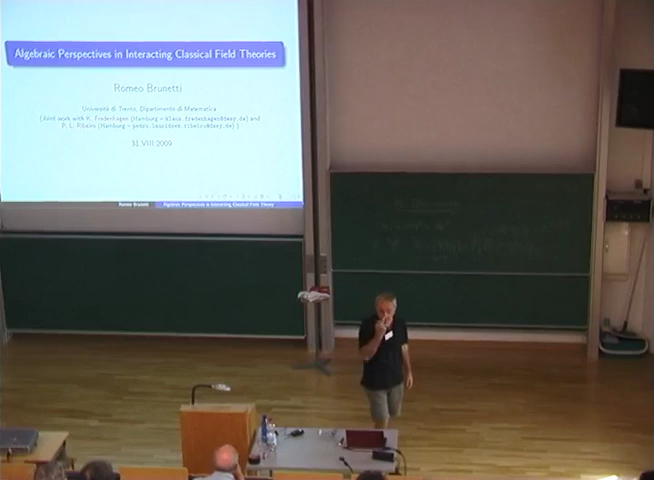 Algebraic Perspectives in Interacting Classical Field Theories
Romeo Brunetti
Università di Trento, Dipartimento di Matematica
(Joint work with K. Fredenhagen (Hamburg - klaus.fredenhagen@desy.de) and
P. L. Ribeiro (Hamburg - pedro.lauridsen.ribeiro@desy.de) )
31.VIII 2009
Romeo Brunetti Algebraic Perspectives in Interacting Classical Field Theory